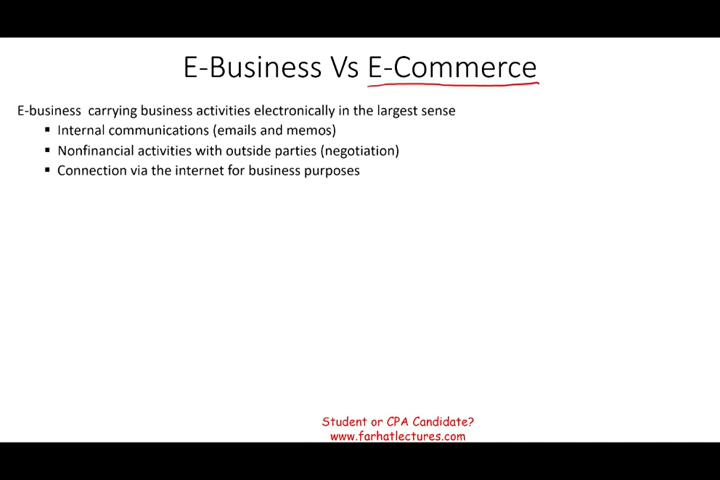 E-Business Vs E-Commerce
E-business carrying business activities electronically in the largest sense
▪ Internal communications (emails and memos)
▪ Nonfinancial activities with outside parties (negotiation)
▪ Connection via the internet for business purposes
Student or CPA Candidate?
www.farhatlectures.com